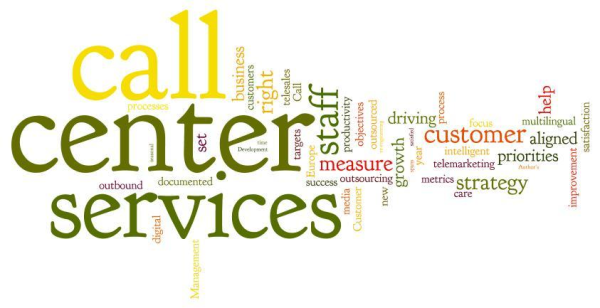 call
center
services
processes
business
customers
right
telesales
Call
staff
productivity
objectives
outsourced
driving
process
focus
customer
intelligent
multilingual
help
aligned
satisfaction
priorities
set
targets
Development
Europe
measure
growth
year
telemarketing
Author's
improvement
outbound
documented
success
outsourcing
new
metrics
care
strategy
media
Customer
digital
Management